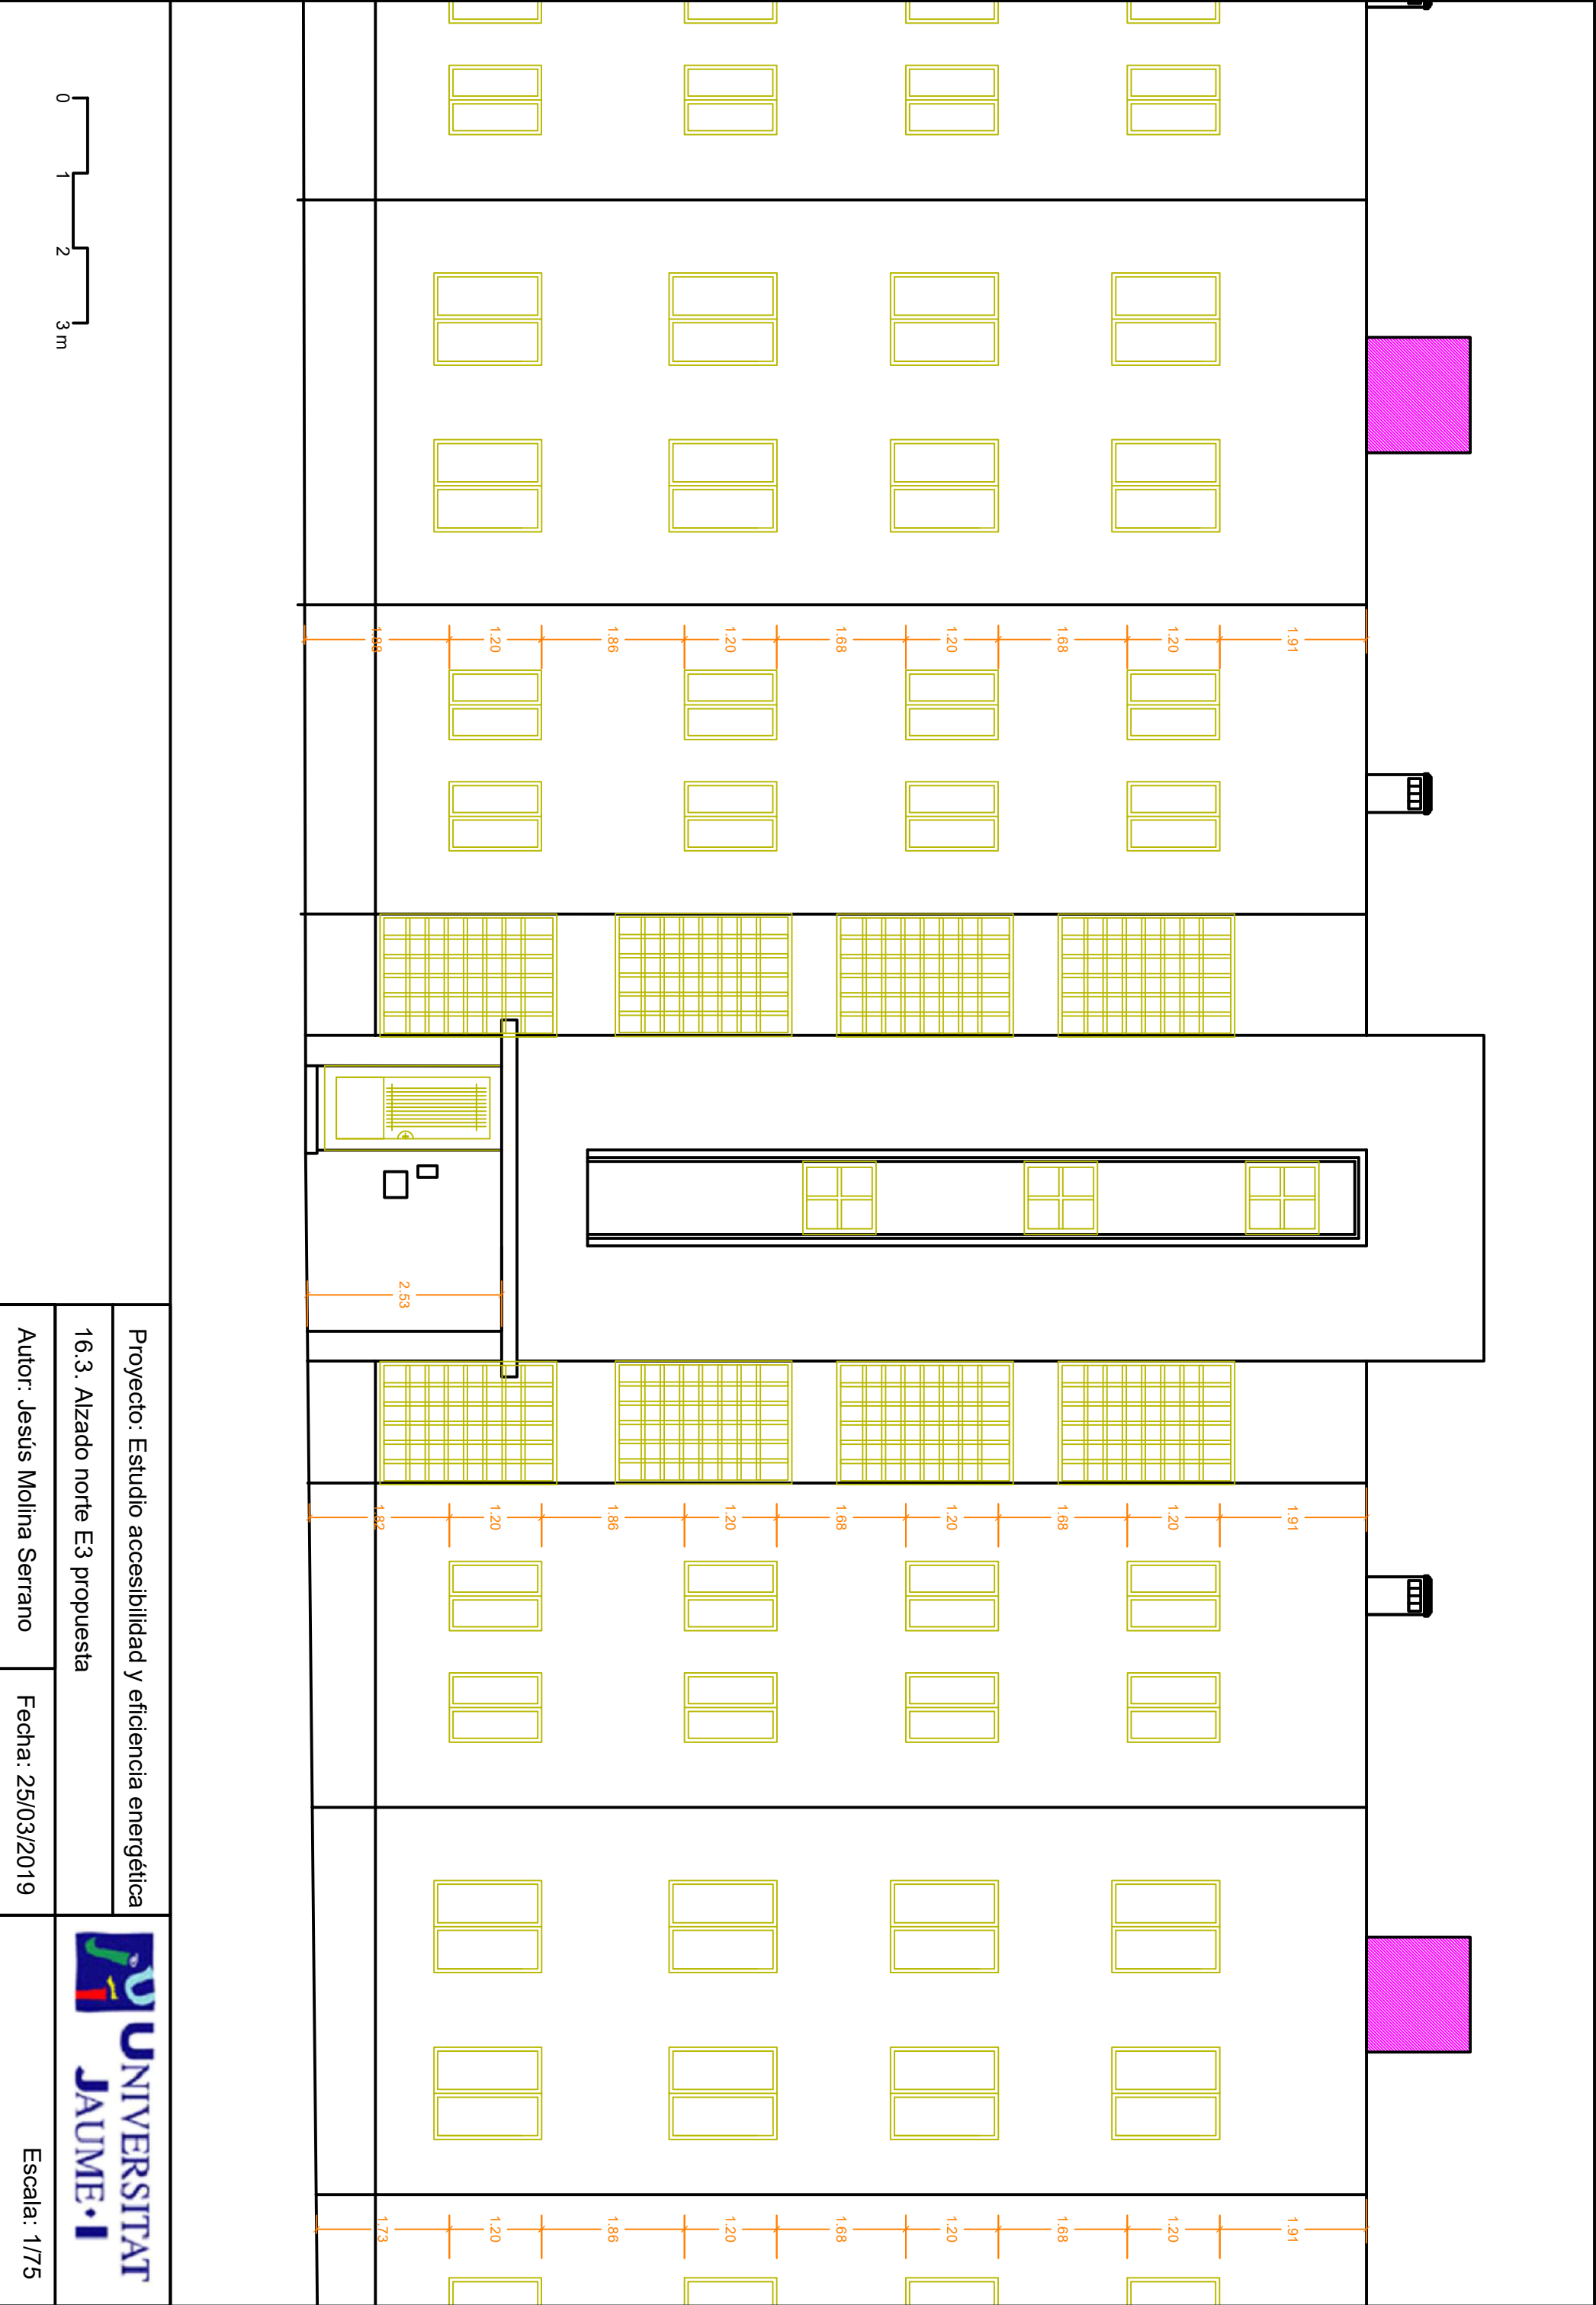 1.91 1.91 1.91
1.20 1.20 1.20
1.68 1.68 1.68
1.20 1.20 1.20
1.68 1.68 1.68
1.20 1.20 1.20
1.86 1.86 1.86
1.20 1.20 1.20
2.53
1.88 1.82 1.73
0 1 2 3 m
Proyecto: Estudio accesibilidad y eficiencia energética
16.3. Alzado norte E3 propuesta
Autor: Jesús Molina Serrano
Fecha: 25/03/2019
UNIVERSITAT
JAUME•I
Escala: 1/75